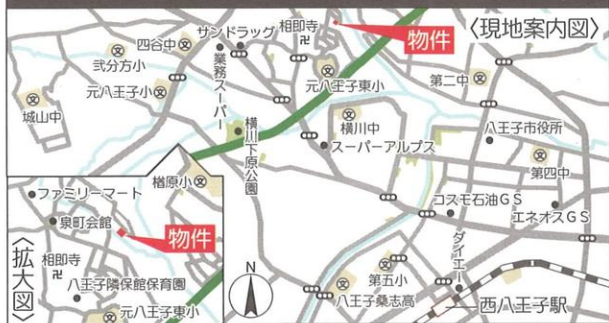 〈現地案内図〉
物件
相即寺
サンドラッグ
四谷中
弐分方小
業務スーパー
元八王子東小
第二中
元八王子小
城山中
横川中
八王子市役所
横川下原公園
スーパーアルプス
第四中
楢原小
コスモ石油GS
エネオスGS
ダイエー
第五小
八王子桑志高
西八王子駅
N
〈拡大図〉
ファミリーマート
泉町会館
物件
相即寺
八王子隣保館保育園
元八王子東小